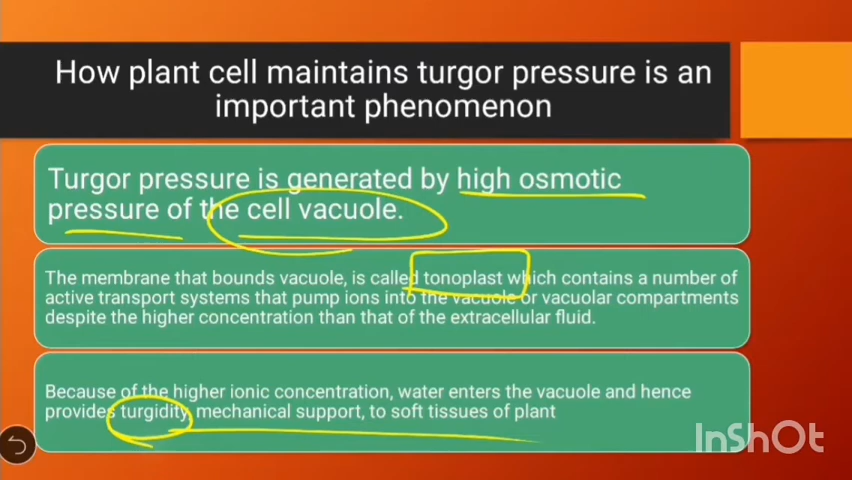 How plant cell maintains turgor pressure is an
important phenomenon
Turgor pressure is generated by high osmotic
pressure of the cell vacuole.
The membrane that bounds vacuole, is called tonoplast which contains a number of
active transport systems that pump ions into the vacuole or vacuolar compartments
despite the higher concentration than that of the extracellular fluid.
Because of the higher ionic concentration, water enters the vacuole and hence
provides turgidity, mechanical support, to soft tissues of plant
InShOt